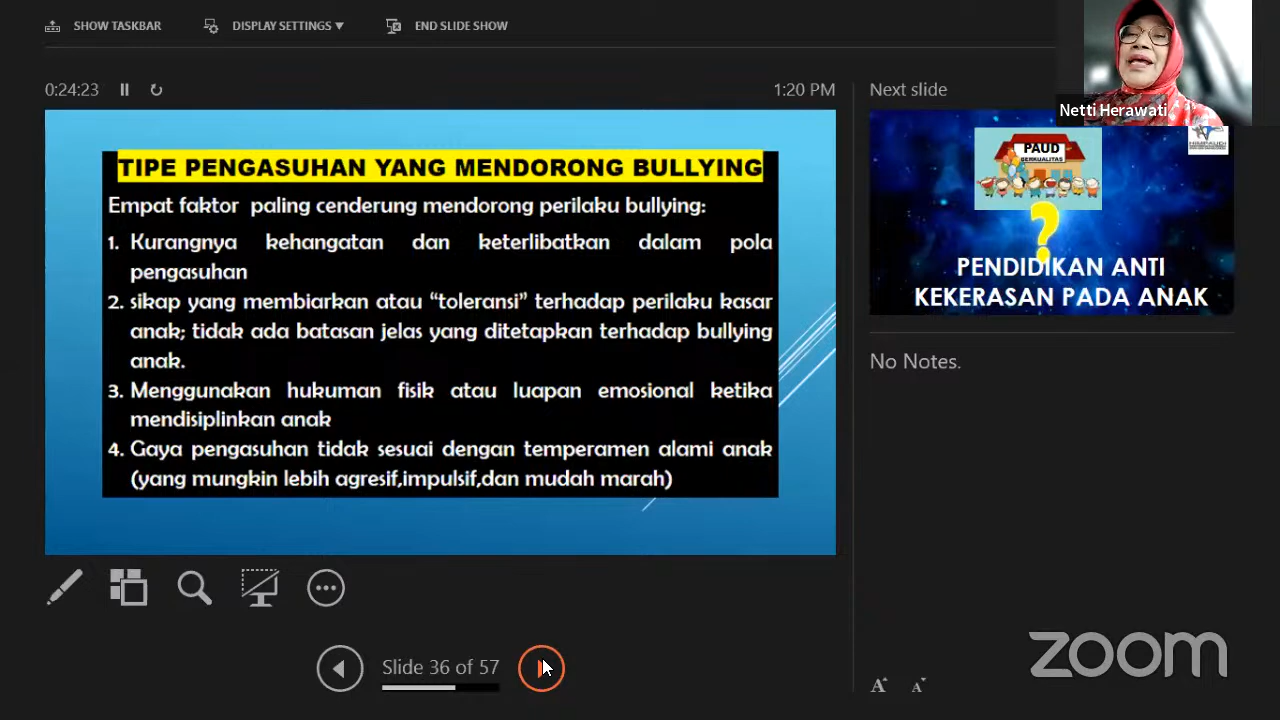 SHOW TASKBAR
DISPLAY SETTINGS ▼
END SLIDE SHOW
0:24:23
1:20 PM
TIPE PENGASUHAN YANG MENDORONG BULLYING
Empat faktor paling cenderung mendorong perilaku bullying:
1. Kurangnya kehangatan dan keterlibatkan dalam pola
pengasuhan
2. sikap yang membiarkan atau “toleransi” terhadap perilaku kasar
anak; tidak ada batasan jelas yang ditetapkan terhadap bullying
anak.
3. Menggunakan hukuman fisik atau luapan emosional ketika
mendisiplinkan anak
4. Gaya pengasuhan tidak sesuai dengan temperamen alami anak
(yang mungkin lebih agresif,impulsif,dan mudah marah)
Slide 36 of 57
Netti Herawati
Next slide
PAUD
BERKUALITAS
HIMPAUDI
?
PENDIDIKAN ANTI
KEKERASAN PADA ANAK
No Notes.
A A
zoom